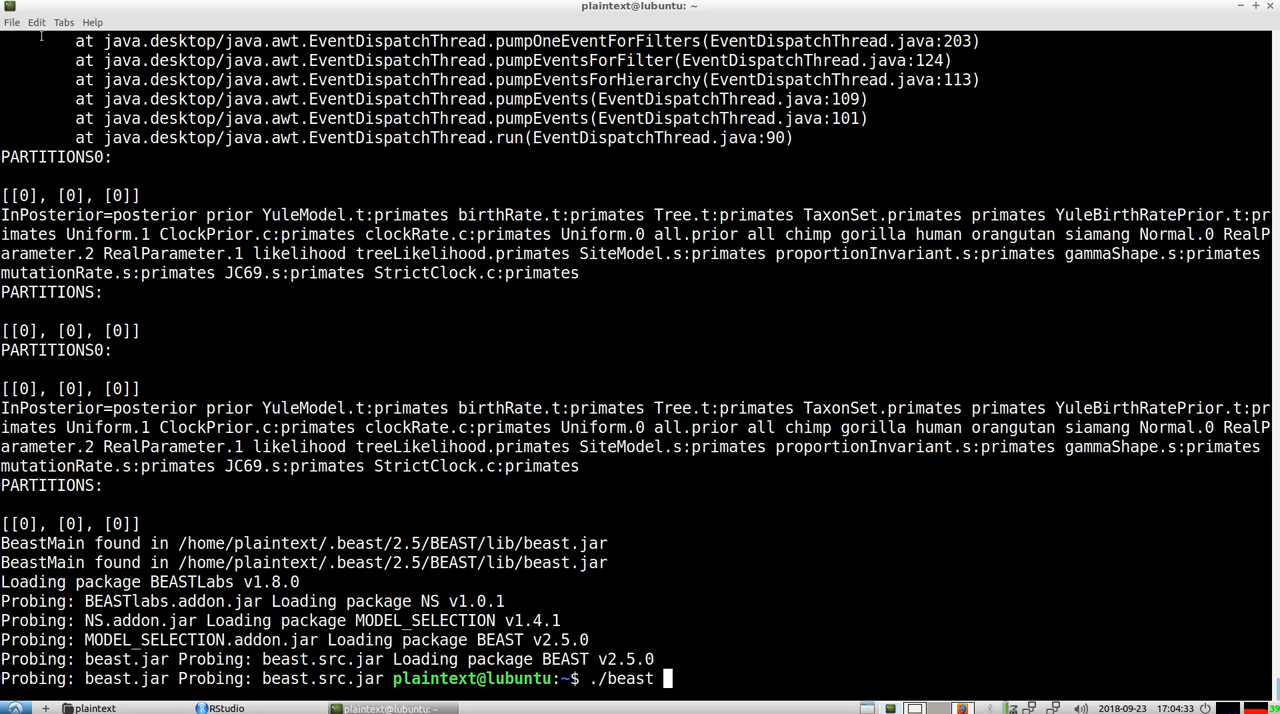 plaintext@lubuntu: ~
File Edit Tabs Help
at java.desktop/java.awt.EventDispatchThread.pumpOneEventForFilters(EventDispatchThread.java:203)
at java.desktop/java.awt.EventDispatchThread.pumpEventsForFilter(EventDispatchThread.java:124)
at java.desktop/java.awt.EventDispatchThread.pumpEventsForHierarchy(EventDispatchThread.java:113)
at java.desktop/java.awt.EventDispatchThread.pumpEvents(EventDispatchThread.java:109)
at java.desktop/java.awt.EventDispatchThread.pumpEvents(EventDispatchThread.java:101)
at java.desktop/java.awt.EventDispatchThread.run(EventDispatchThread.java:90)
PARTITIONS0:
[[0], [0], [0]]
InPosterior=posterior prior YuleModel.t:primates birthRate.t:primates Tree.t:primates TaxonSet.primates primates YuleBirthRatePrior.t:pr
imates Uniform.1 ClockPrior.c:primates clockRate.c:primates Uniform.0 all.prior all chimp gorilla human orangutan siamang Normal.0 RealP
arameter.2 RealParameter.1 likelihood treeLikelihood.primates SiteModel.s:primates proportionInvariant.s:primates gammaShape.s:primates
mutationRate.s:primates JC69.s:primates StrictClock.c:primates
PARTITIONS:
[[0], [0], [0]]
PARTITIONS0:
[[0], [0], [0]]
InPosterior=posterior prior YuleModel.t:primates birthRate.t:primates Tree.t:primates TaxonSet.primates primates YuleBirthRatePrior.t:pr
imates Uniform.1 ClockPrior.c:primates clockRate.c:primates Uniform.0 all.prior all chimp gorilla human orangutan siamang Normal.0 RealP
arameter.2 RealParameter.1 likelihood treeLikelihood.primates SiteModel.s:primates proportionInvariant.s:primates gammaShape.s:primates
mutationRate.s:primates JC69.s:primates StrictClock.c:primates
PARTITIONS:
[[0], [0], [0]]
BeastMain found in /home/plaintext/.beast/2.5/BEAST/lib/beast.jar
BeastMain found in /home/plaintext/.beast/2.5/BEAST/lib/beast.jar
Loading package BEASTLabs v1.8.0
Probing: BEASTlabs.addon.jar Loading package NS v1.0.1
Probing: NS.addon.jar Loading package MODEL_SELECTION v1.4.1
Probing: MODEL_SELECTION.addon.jar Loading package BEAST v2.5.0
Probing: beast.jar Probing: beast.src.jar Loading package BEAST v2.5.0
Probing: beast.jar Probing: beast.src.jar plaintext@lubuntu:~$ ./beast
plaintext RStudio plaintext@lubuntu: ~ 2018-09-23 17:04:33 39